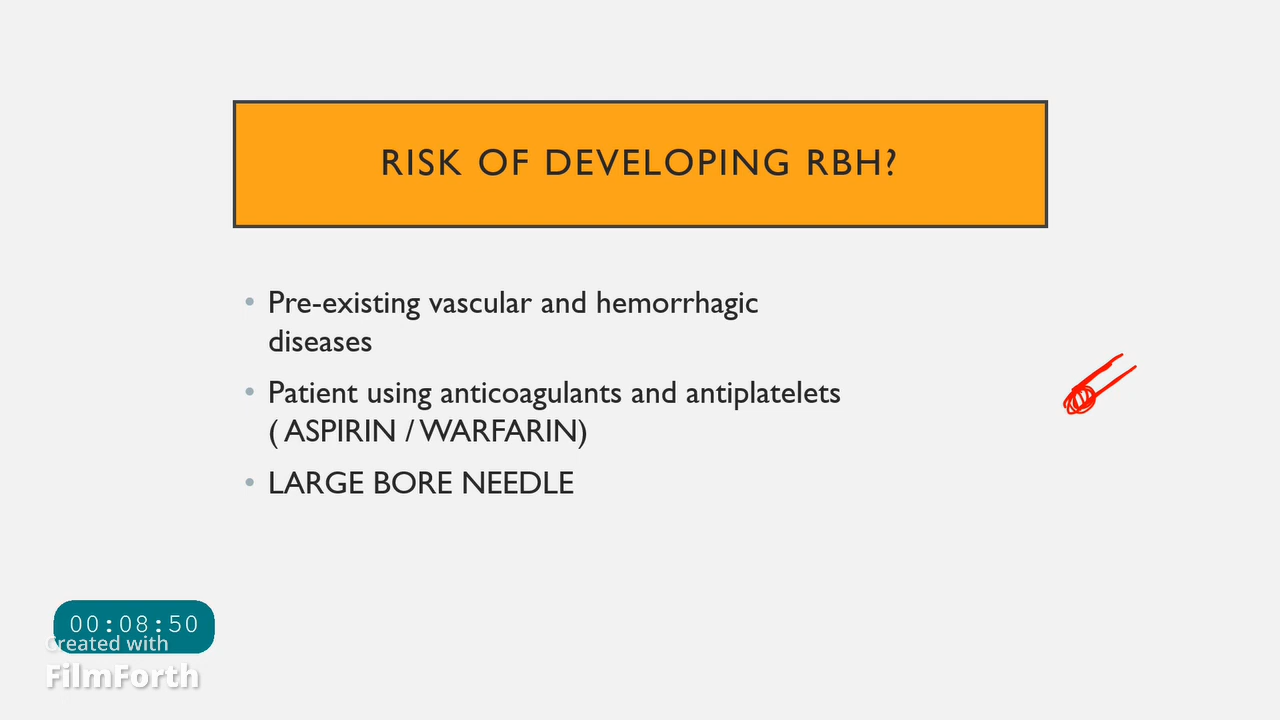 RISK OF DEVELOPING RBH?
• Pre-existing vascular and hemorrhagic
diseases
• Patient using anticoagulants and antiplatelets
( ASPIRIN / WARFARIN)
• LARGE BORE NEEDLE
00:08:50
Created with
FilmForth